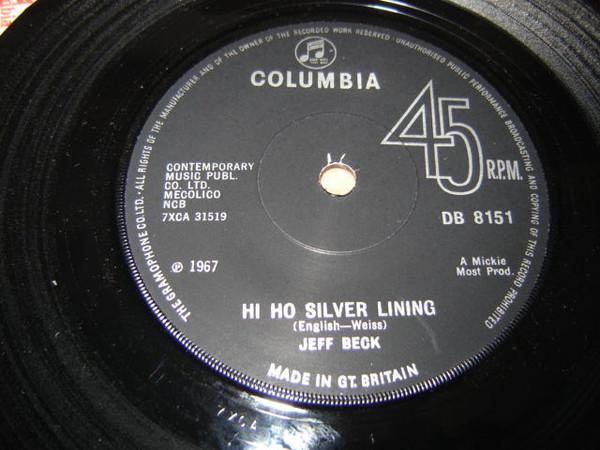 THE GRAMOPHONE CO. LTD. · ALL RIGHTS OF THE MANUFACTURER AND OF THE OWNER OF THE RECORDED WORK RESERVED · UNAUTHORISED PUBLIC PERFORMANCE BROADCASTING AND COPYING OF THIS RECORD PROHIBITED
COLUMBIA
45
R.P.M.
CONTEMPORARY
MUSIC PUBL.
CO. LTD.
MECOLICO
NCB
7XCA 31519
DB 8151
℗ 1967
A Mickie
Most Prod.
HI HO SILVER LINING
(English—Weiss)
JEFF BECK
MADE IN GT. BRITAIN
7XCA